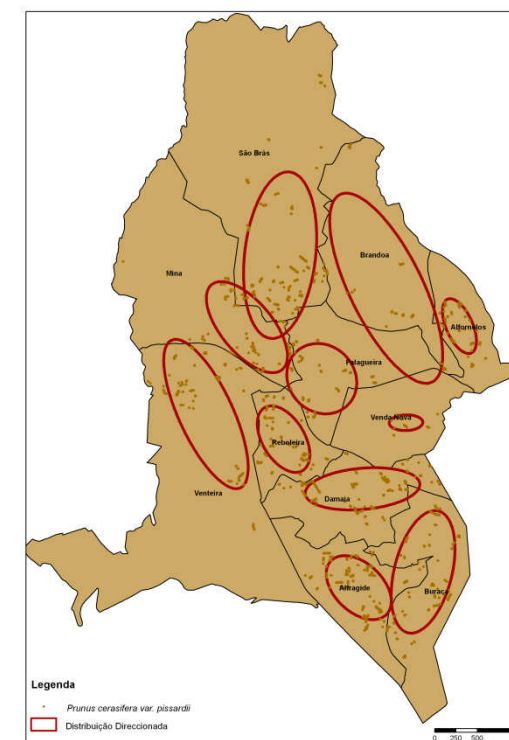 São Brás
Brandoa
Mina
Alfornelos
Falagueira
Venda Nova
Reboleira
Venteira
Damaia
Alfragide
Buraca
Legenda
Prunus cerasifera var. pissardii
Distribuição Direccionada
0 250 500